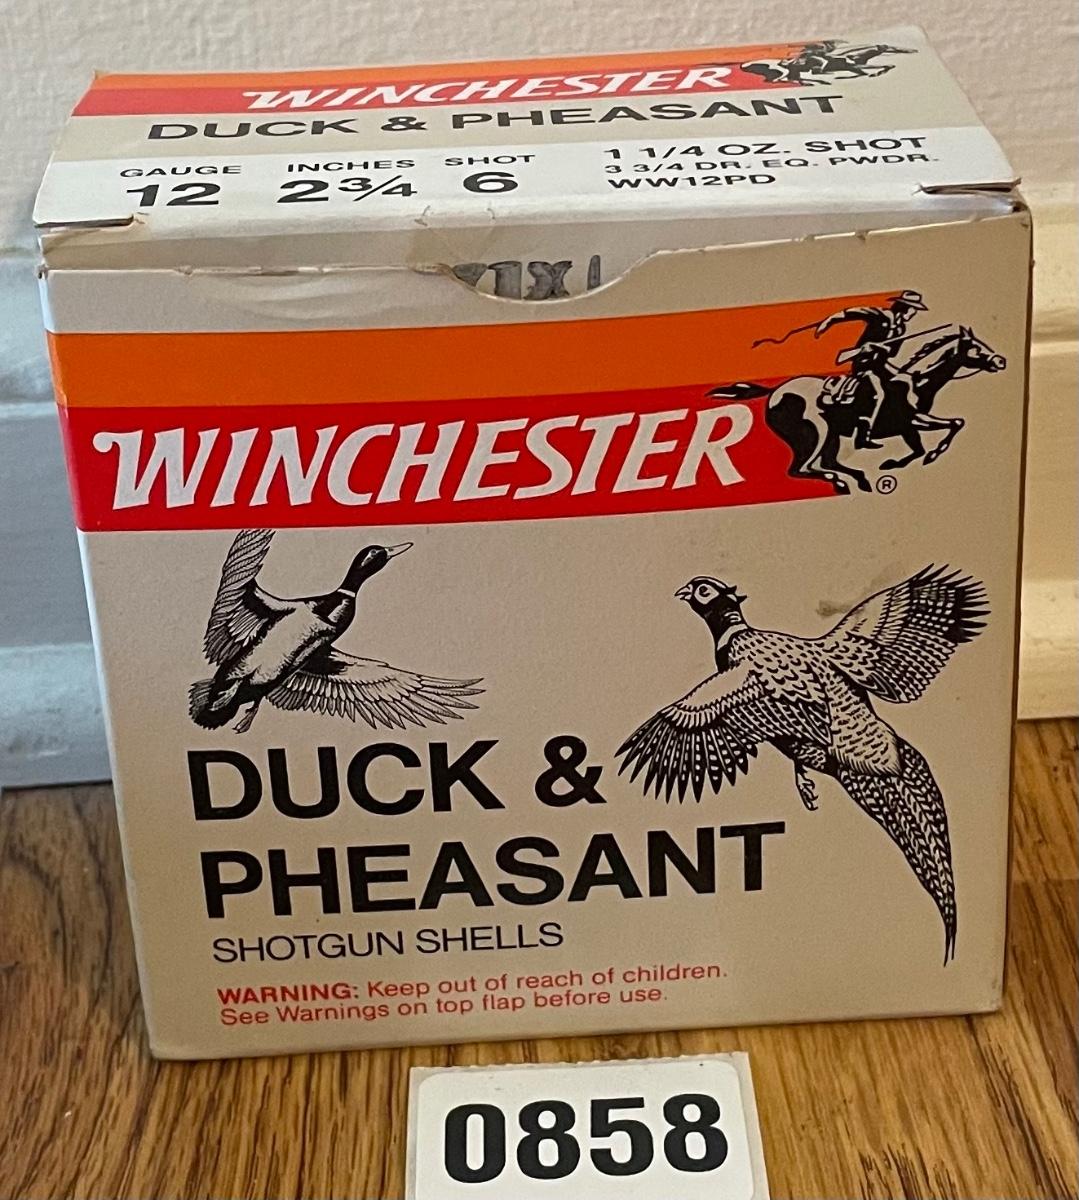 WINCHESTER
DUCK & PHEASANT
GAUGE INCHES SHOT
12 2 3/4 6
1 1/4 OZ. SHOT
3 3/4 DR. EQ. PWDR.
WW12PD
WINCHESTER
®
DUCK &
PHEASANT
SHOTGUN SHELLS
WARNING: Keep out of reach of children.
See Warnings on top flap before use.
0858